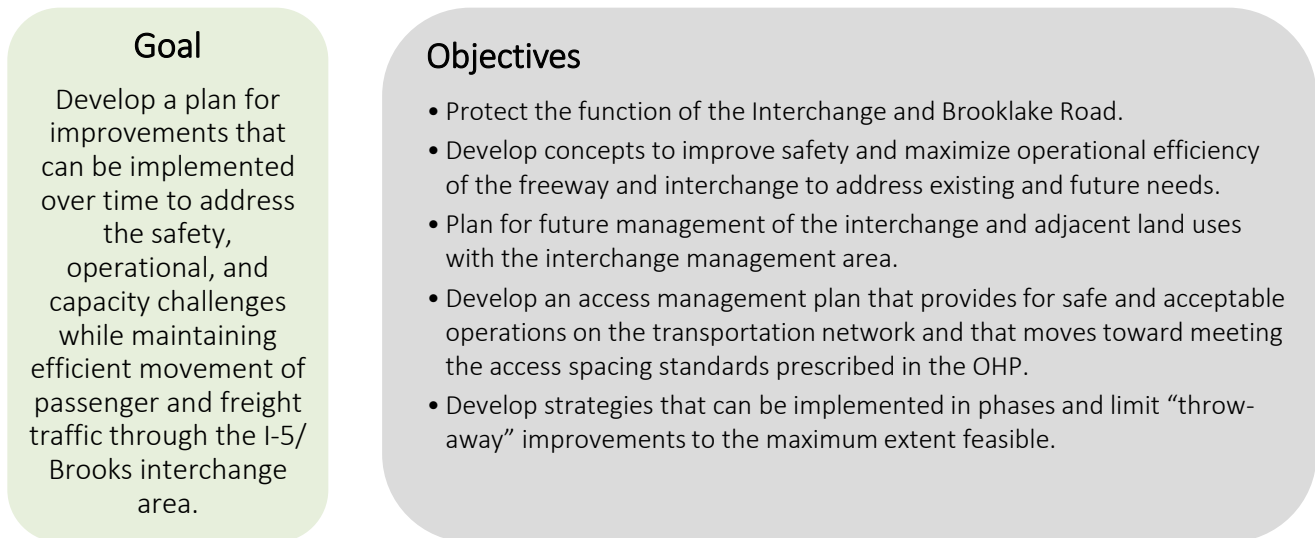 Goal
Develop a plan for
improvements that
can be implemented
over time to address
the safety,
operational, and
capacity challenges
while maintaining
efficient movement of
passenger and freight
traffic through the I-5/
Brooks interchange
area.
Objectives
• Protect the function of the Interchange and Brooklake Road.
• Develop concepts to improve safety and maximize operational efficiency
of the freeway and interchange to address existing and future needs.
• Plan for future management of the interchange and adjacent land uses
with the interchange management area.
• Develop an access management plan that provides for safe and acceptable
operations on the transportation network and that moves toward meeting
the access spacing standards prescribed in the OHP.
• Develop strategies that can be implemented in phases and limit “throw-
away” improvements to the maximum extent feasible.